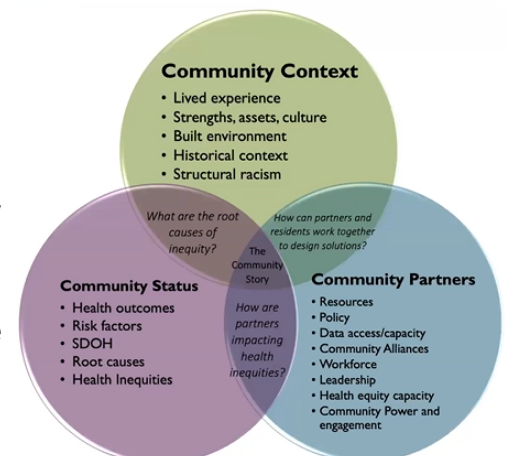 Community Context
• Lived experience
• Strengths, assets, culture
• Built environment
• Historical context
• Structural racism
What are the root
causes of
inequity?
How can partners and
residents work together
to design solutions?
The
Community
Story
Community Status
• Health outcomes
• Risk factors
• SDOH
• Root causes
• Health Inequities
How are
partners
impacting
health
inequities?
Community Partners
• Resources
• Policy
• Data access/capacity
• Community Alliances
• Workforce
• Leadership
• Health equity capacity
• Community Power and
engagement